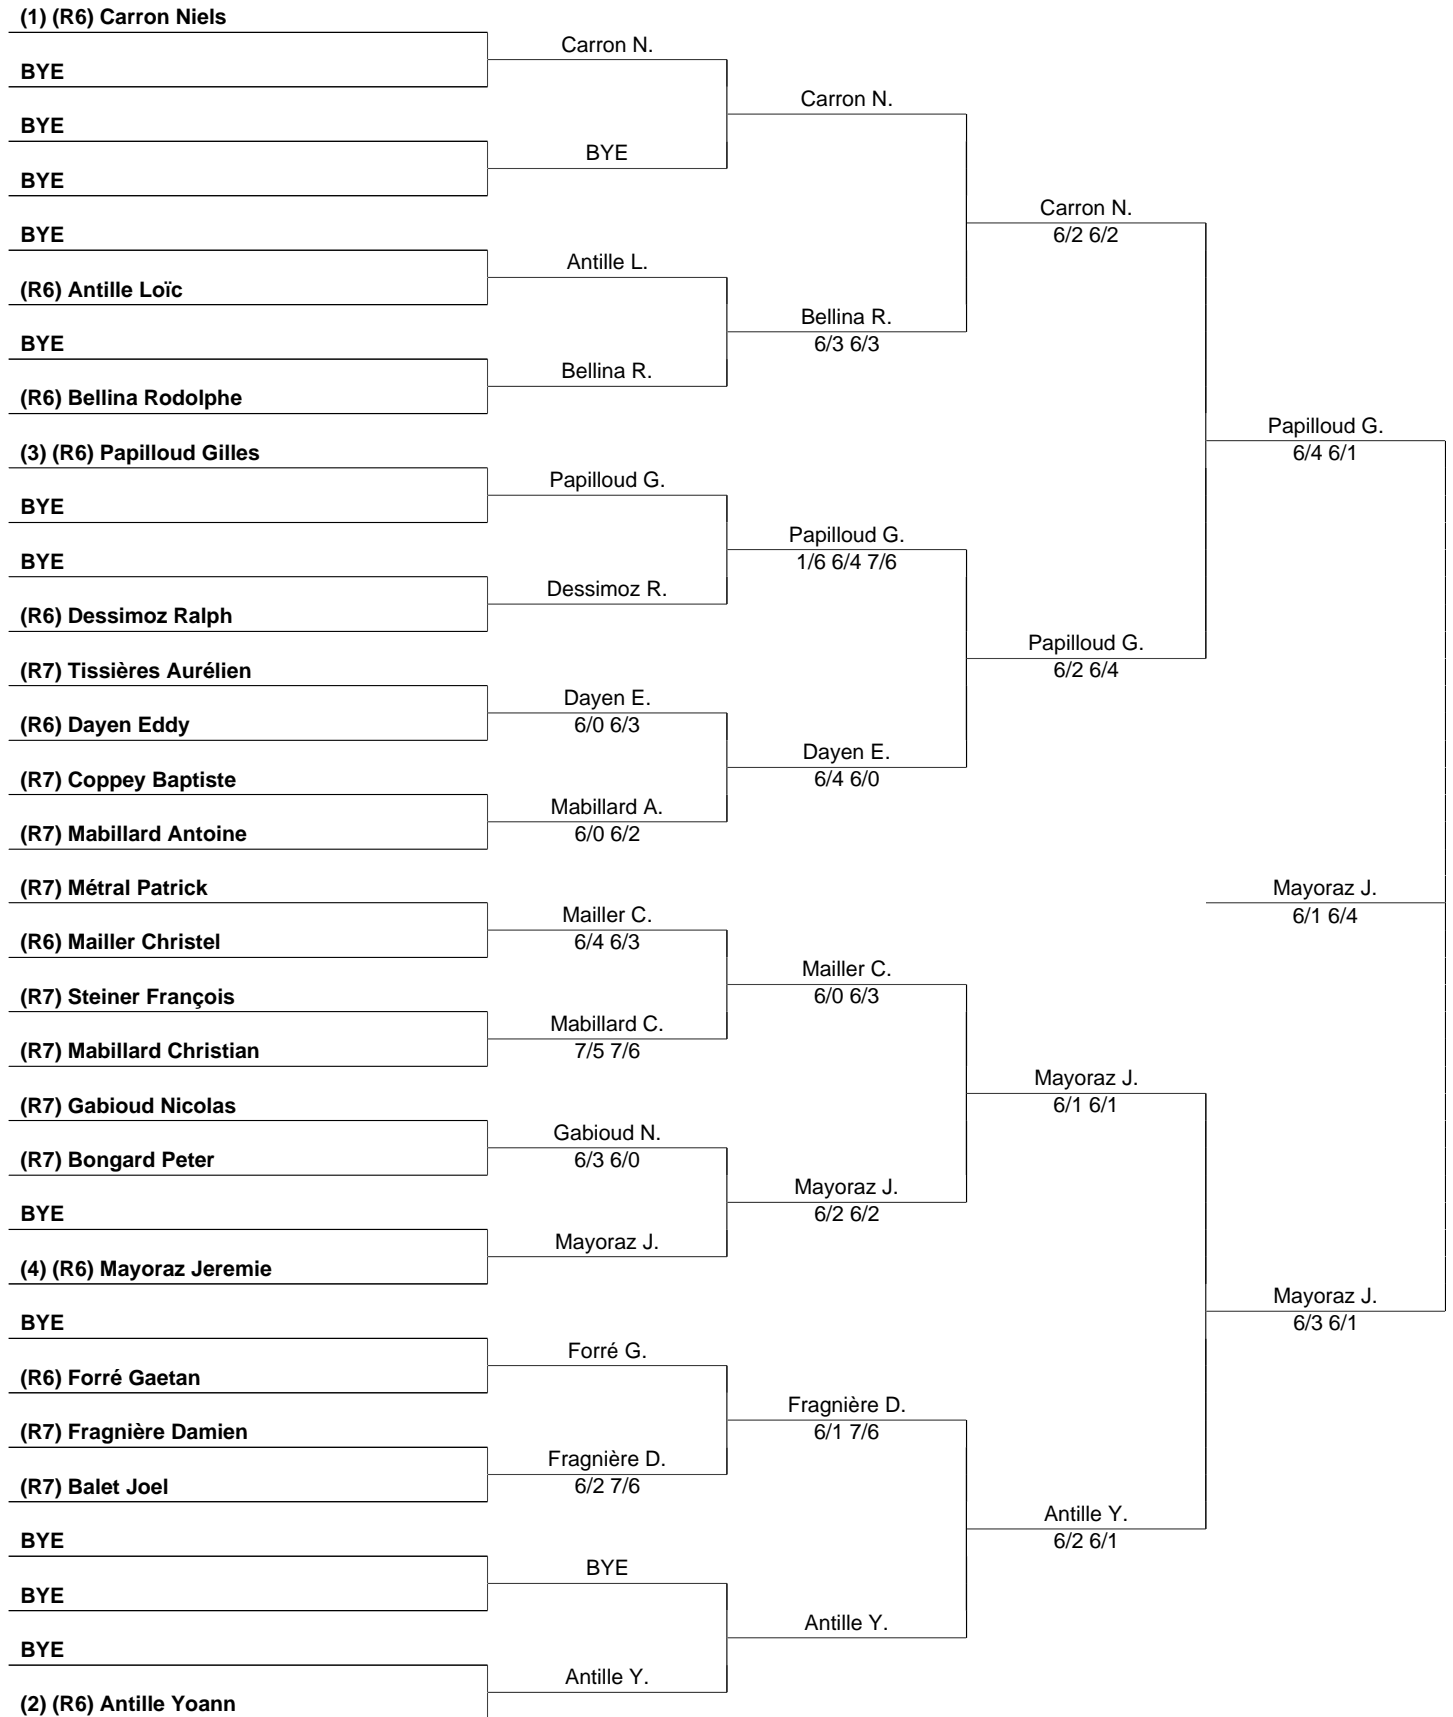 (1) (R6) Carron Niels
BYE
BYE
BYE
BYE
(R6) Antille Loïc
BYE
(R6) Bellina Rodolphe
(3) (R6) Papilloud Gilles
BYE
BYE
(R6) Dessimoz Ralph
(R7) Tissières Aurélien
(R6) Dayen Eddy
(R7) Coppey Baptiste
(R7) Mabillard Antoine
(R7) Métral Patrick
(R6) Mailler Christel
(R7) Steiner François
(R7) Mabillard Christian
(R7) Gabioud Nicolas
(R7) Bongard Peter
BYE
(4) (R6) Mayoraz Jeremie
BYE
(R6) Forré Gaetan
(R7) Fragnière Damien
(R7) Balet Joel
BYE
BYE
BYE
(2) (R6) Antille Yoann
Carron N.
BYE
Antille L.
Bellina R.
Papilloud G.
Dessimoz R.
Dayen E.
6/0 6/3
Mabillard A.
6/0 6/2
Mailler C.
6/4 6/3
Mabillard C.
7/5 7/6
Gabioud N.
6/3 6/0
Mayoraz J.
Forré G.
Fragnière D.
6/2 7/6
BYE
Antille Y.
Carron N.
Bellina R.
6/3 6/3
Papilloud G.
1/6 6/4 7/6
Dayen E.
6/4 6/0
Mailler C.
6/0 6/3
Mayoraz J.
6/2 6/2
Fragnière D.
6/1 7/6
Antille Y.
Carron N.
6/2 6/2
Papilloud G.
6/2 6/4
Mayoraz J.
6/1 6/1
Antille Y.
6/2 6/1
Papilloud G.
6/4 6/1
Mayoraz J.
6/1 6/4
Mayoraz J.
6/3 6/1